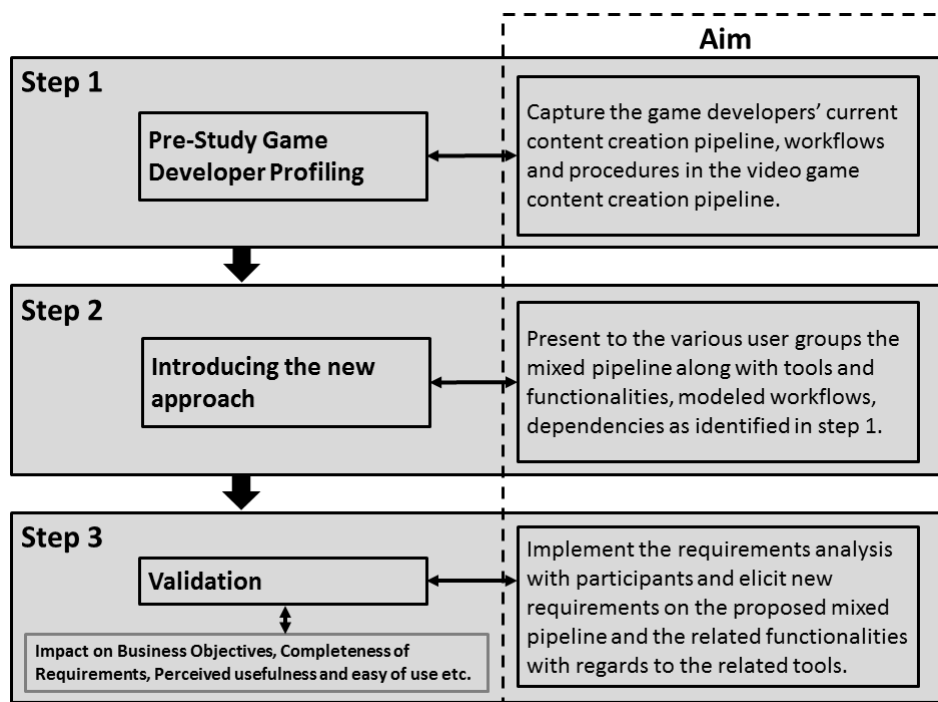 Aim
Step 1
Pre-Study Game
Developer Profiling
Capture the game developers’ current
content creation pipeline, workflows
and procedures in the video game
content creation pipeline.
Step 2
Introducing the new
approach
Present to the various user groups the
mixed pipeline along with tools and
functionalities, modeled workflows,
dependencies as identified in step 1.
Step 3
Validation
Impact on Business Objectives, Completeness of
Requirements, Perceived usefulness and easy of use etc.
Implement the requirements analysis
with participants and elicit new
requirements on the proposed mixed
pipeline and the related functionalities
with regards to the related tools.